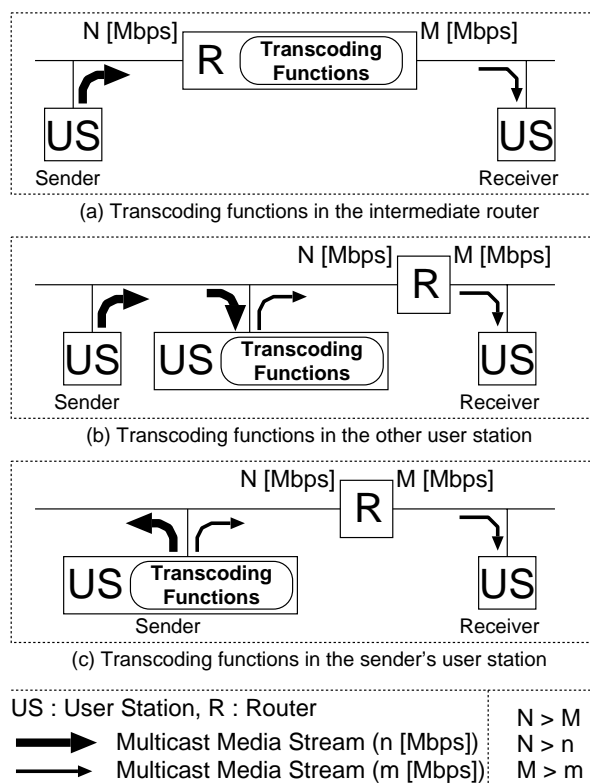 N [Mbps]
M [Mbps]
R
Transcoding
Functions
US
US
Sender
Receiver
(a) Transcoding functions in the intermediate router
N [Mbps]
M [Mbps]
R
US
US
Transcoding
Functions
US
Sender
Receiver
(b) Transcoding functions in the other user station
N [Mbps]
M [Mbps]
R
US
Transcoding
Functions
US
Sender
Receiver
(c) Transcoding functions in the sender's user station
US : User Station, R : Router
Multicast Media Stream (n [Mbps])
Multicast Media Stream (m [Mbps])
N > M
N > n
M > m